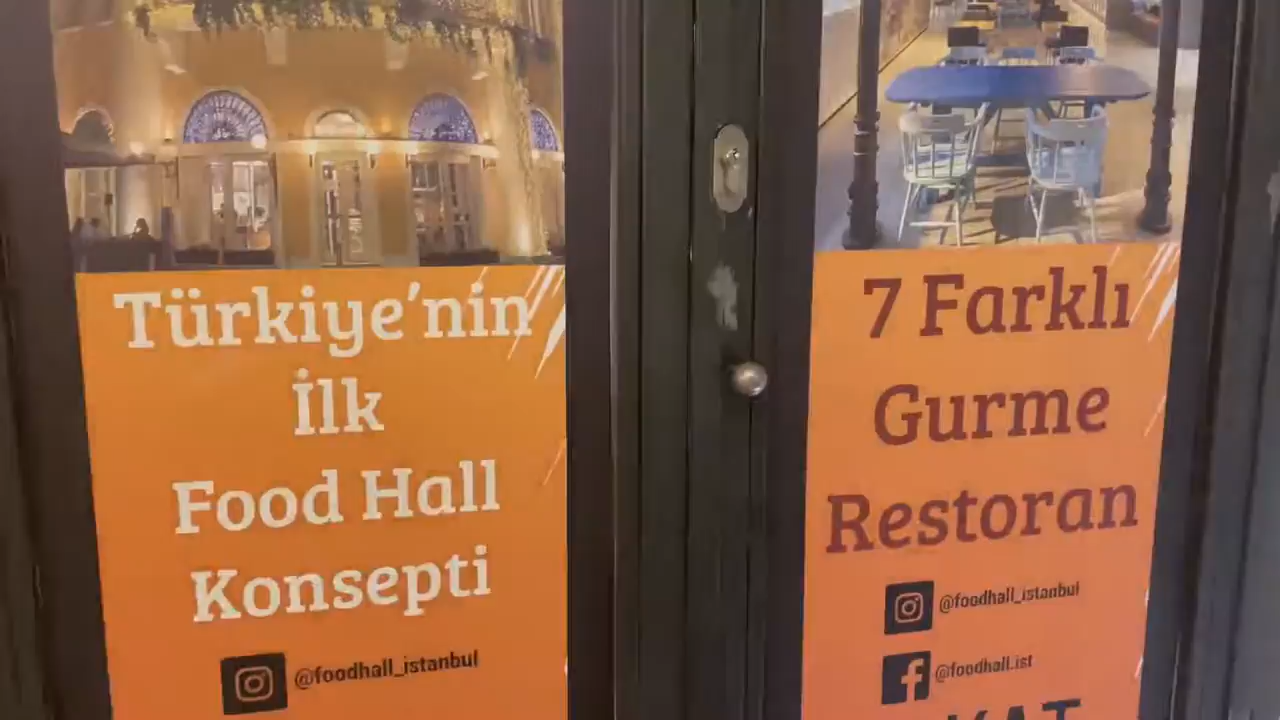 Türkiye'nin
İlk
Food Hall
Konsepti
@foodhall_istanbul
7 Farklı
Gurme
Restoran
@foodhall_istanbul
@foodhall.ist
KAT